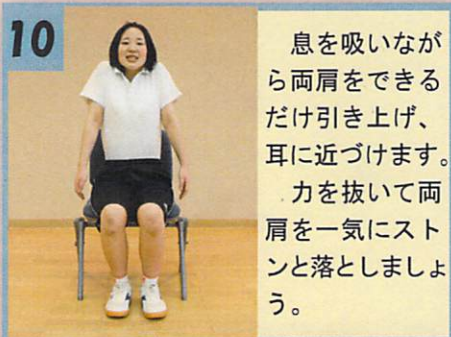 10
息を吸いなが
ら両肩をできる
だけ引き上げ、
耳に近づけます。
力を抜いて両
肩を一気にスト
ンと落としましょ
う。